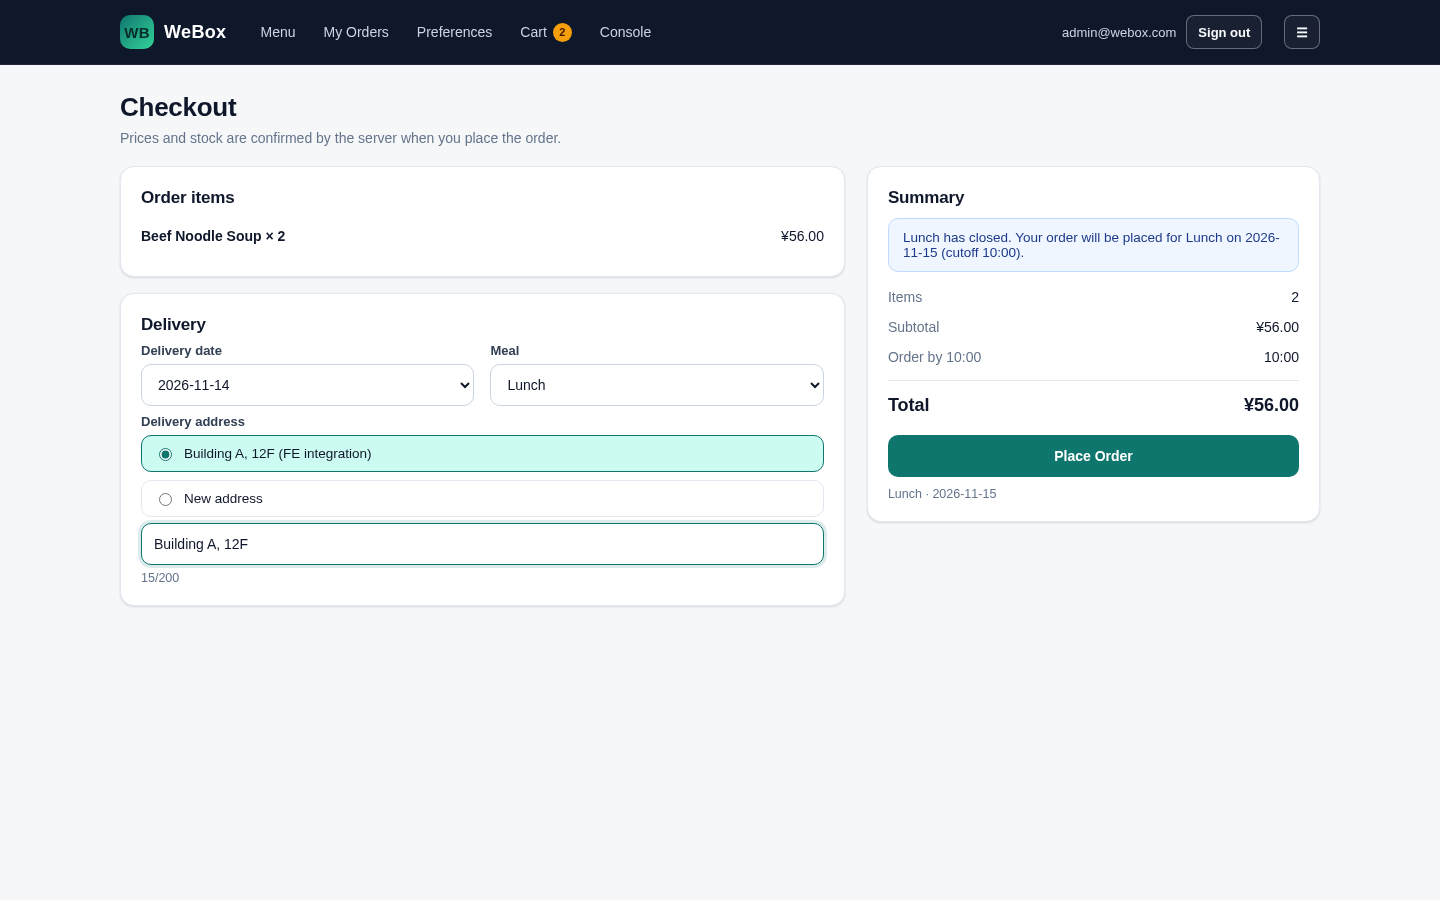 WB WeBox Menu My Orders Preferences Cart 2 Console admin@webox.com Sign out
Checkout
Prices and stock are confirmed by the server when you place the order.
Order items
Beef Noodle Soup × 2 ¥56.00
Delivery
Delivery date Meal
2026-11-14 Lunch
Delivery address
Building A, 12F (FE integration)
New address
Building A, 12F
15/200
Summary
Lunch has closed. Your order will be placed for Lunch on 2026-
11-15 (cutoff 10:00).
Items 2
Subtotal ¥56.00
Order by 10:00 10:00
Total ¥56.00
Place Order
Lunch · 2026-11-15